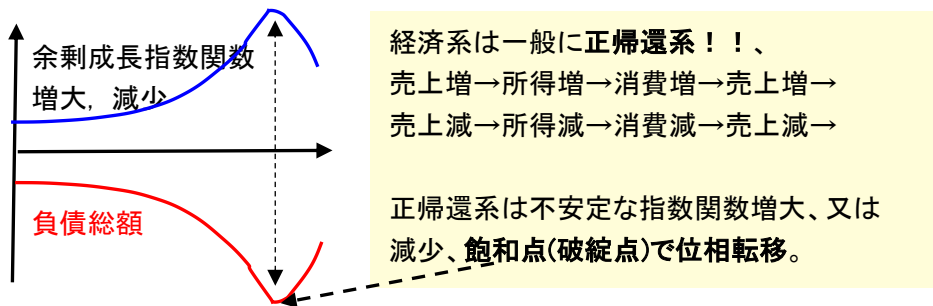 余剰成長指数関数
増大，減少
負債総額
経済系は一般に正帰還系！！、
売上増→所得増→消費増→売上増→
売上減→所得減→消費減→売上減→
正帰還系は不安定な指数関数増大、又は
減少、飽和点(破綻点)で位相転移。